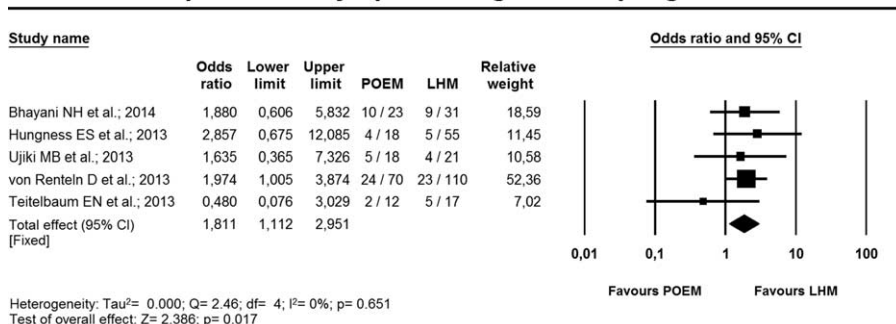 Study name Odds ratio and 95% CI
Odds Lower Upper Relative
ratio limit limit POEM LHM weight
Bhayani NH et al.; 2014 1,880 0,606 5,832 10 / 23 9 / 31 18,59
Hungness ES et al.; 2013 2,857 0,675 12,085 4 / 18 5 / 55 11,45
Ujiki MB et al.; 2013 1,635 0,365 7,326 5 / 18 4 / 21 10,58
von Renteln D et al.; 2013 1,974 1,005 3,874 24 / 70 23 / 110 52,36
Teitelbaum EN et al.; 2013 0,480 0,076 3,029 2 / 12 5 / 17 7,02
Total effect (95% CI) 1,811 1,112 2,951
[Fixed]
0,01 0,1 1 10 100
Favours POEM Favours LHM
Heterogeneity: Tau²= 0.000; Q= 2.46; df= 4; I²= 0%; p= 0.651
Test of overall effect: Z= 2.386; p= 0.017